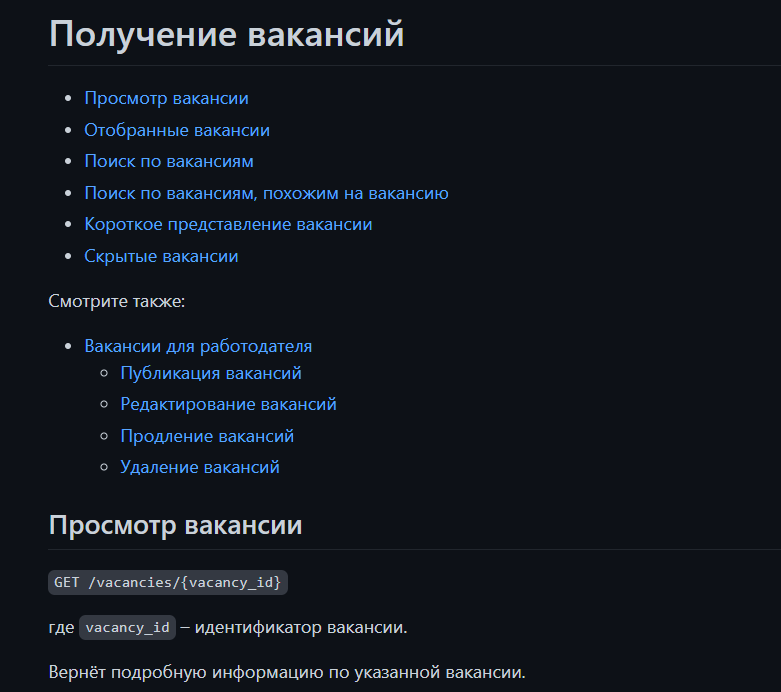 Получение вакансий
Просмотр вакансии
Отобранные вакансии
Поиск по вакансиям
Поиск по вакансиям, похожим на вакансию
Короткое представление вакансии
Скрытые вакансии
Смотрите также:
Вакансии для работодателя
Публикация вакансий
Редактирование вакансий
Продление вакансий
Удаление вакансий
Просмотр вакансии
GET /vacancies/{vacancy_id}
где vacancy_id – идентификатор вакансии.
Вернёт подробную информацию по указанной вакансии.